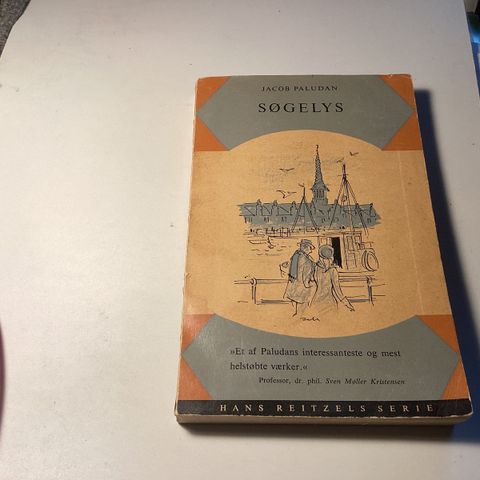 JACOB PALUDAN
SØGELYS
»Et af Paludans interessanteste og mest
helstøbte værker.«
Professor, dr. phil. Sven Møller Kristensen
HANS REITZELS SERIE